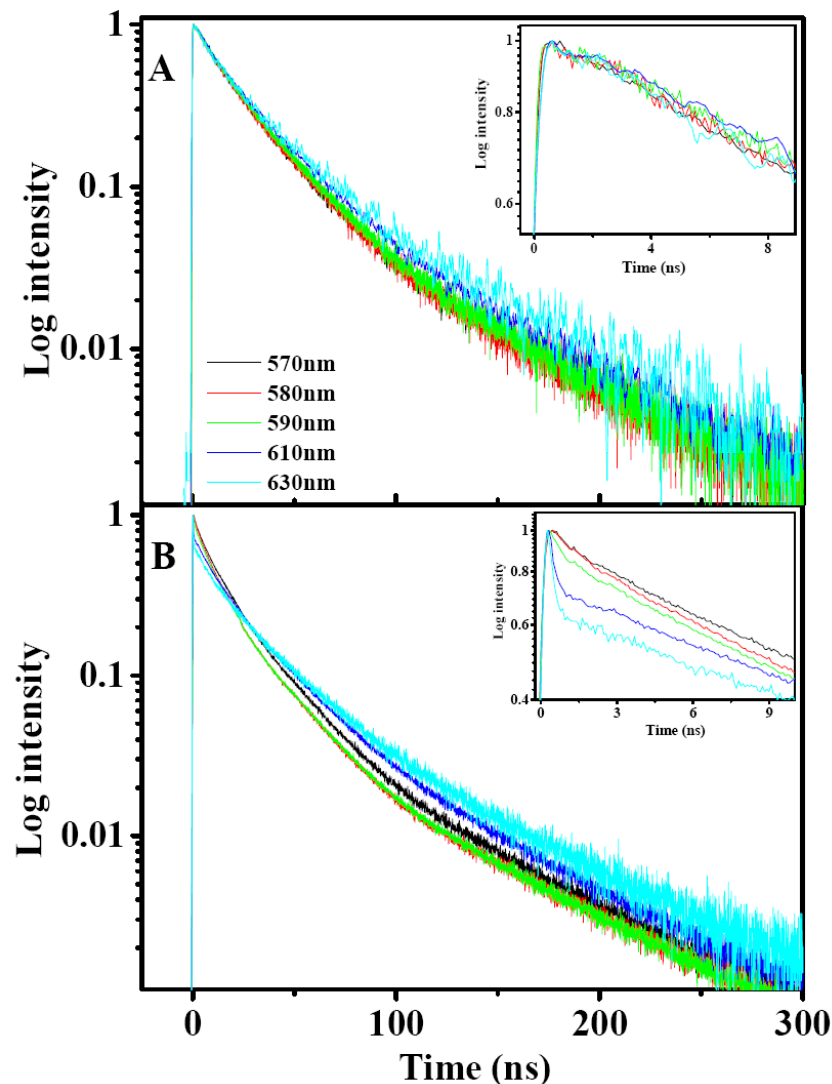 A
1
0.1
0.01
Log intensity
570nm
580nm
590nm
610nm
630nm
1
0.8
0.6
Log intensity
0
4
8
Time (ns)
B
1
0.1
0.01
Log intensity
1
0.8
0.6
0.4
Log intensity
0
3
6
9
Time (ns)
0
100
200
300
Time (ns)